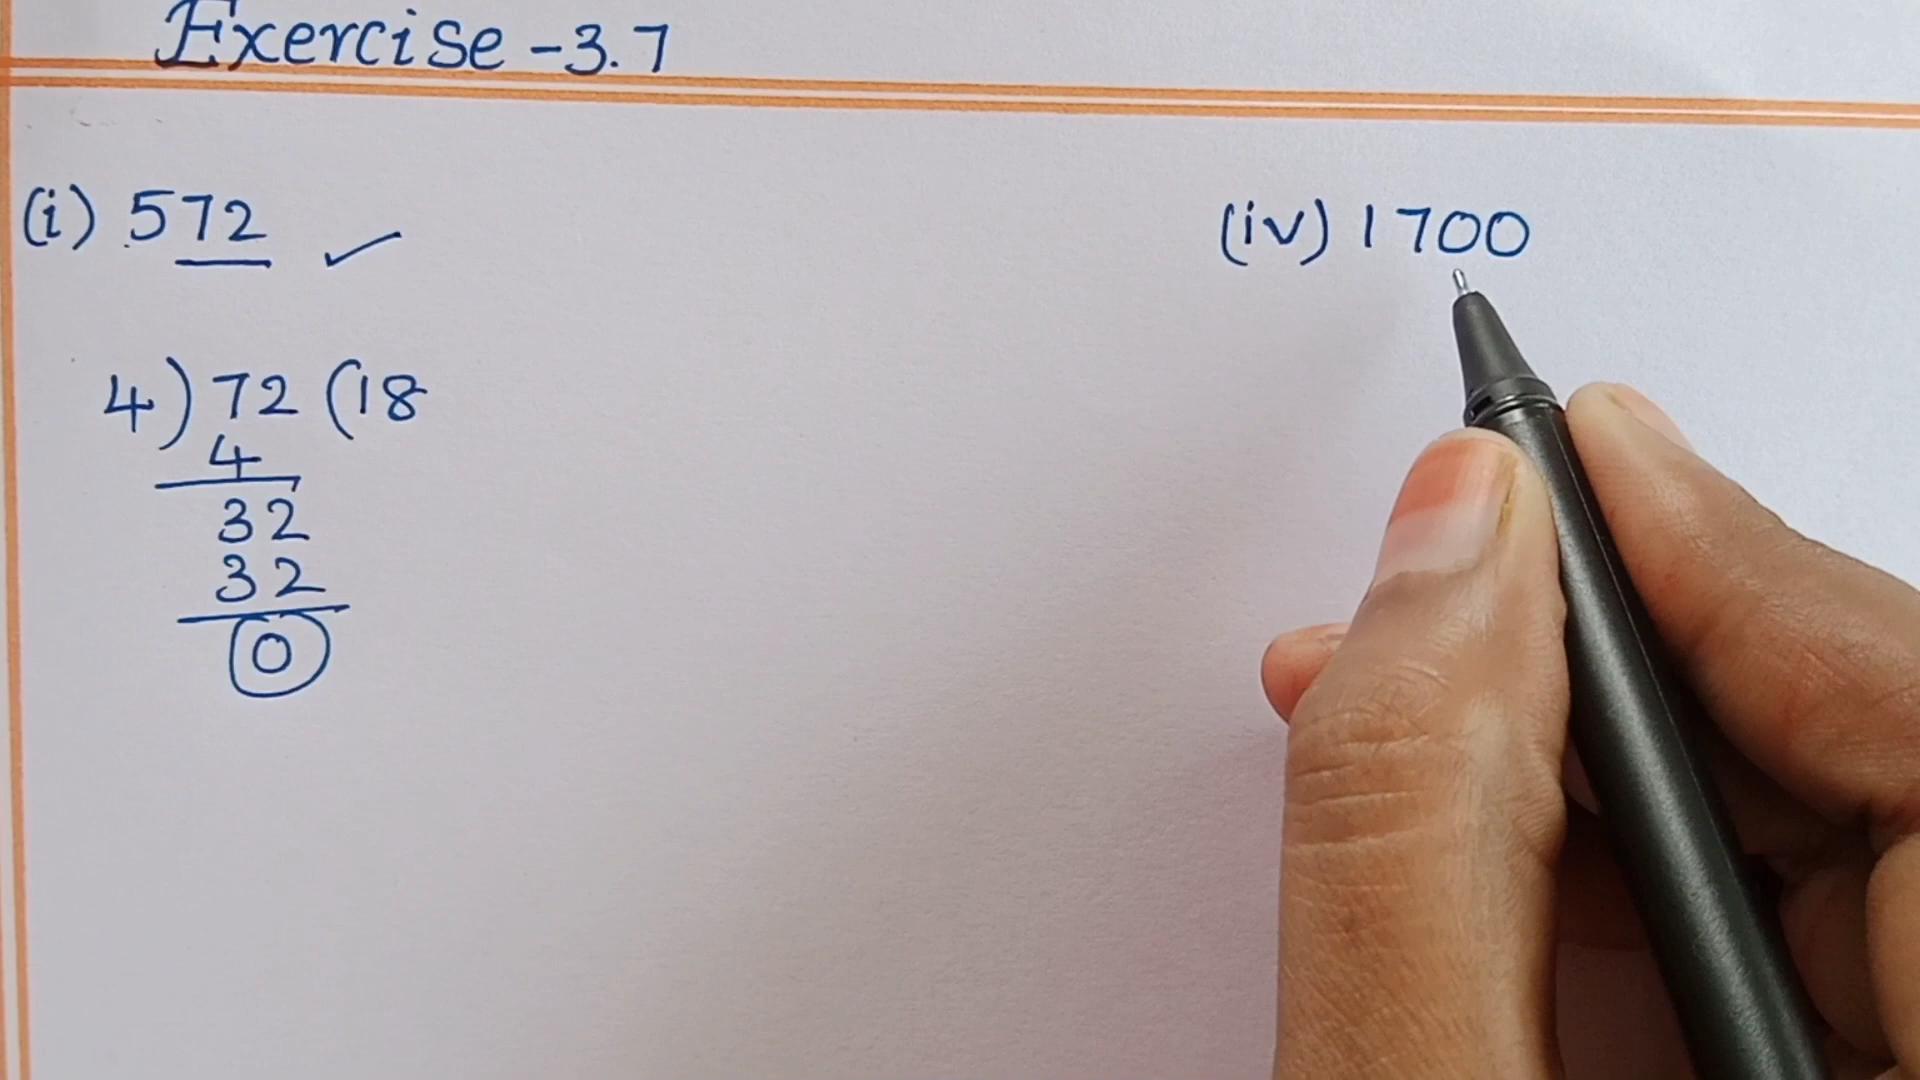 Exercise - 3.7
(i) 572 ✓
4) 72 (18
4
32
32
0
(iv) 1700